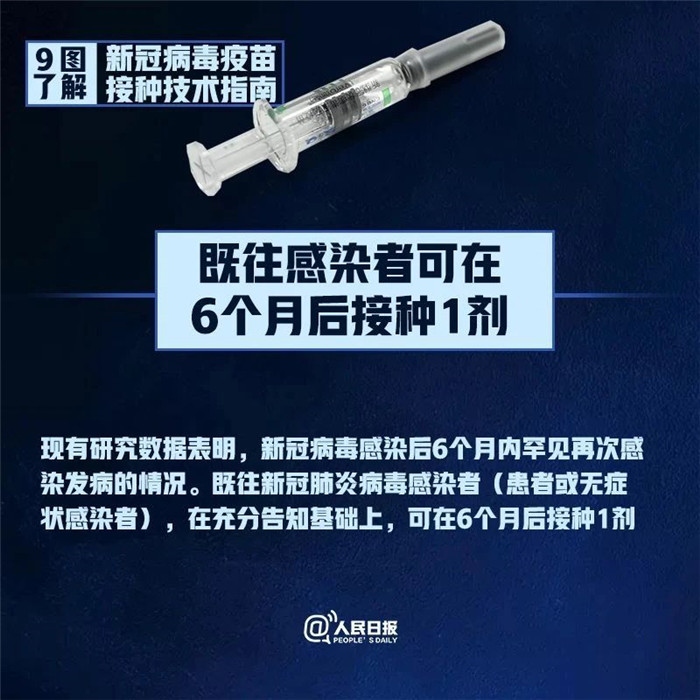 9图
了解
新冠病毒疫苗
接种技术指南
既往感染者可在
6个月后接种1剂
现有研究数据表明，新冠病毒感染后6个月内罕见再次感
染发病的情况。既往新冠肺炎病毒感染者（患者或无症
状感染者），在充分告知基础上，可在6个月后接种1剂
@人民日报
PEOPLE'S DAILY